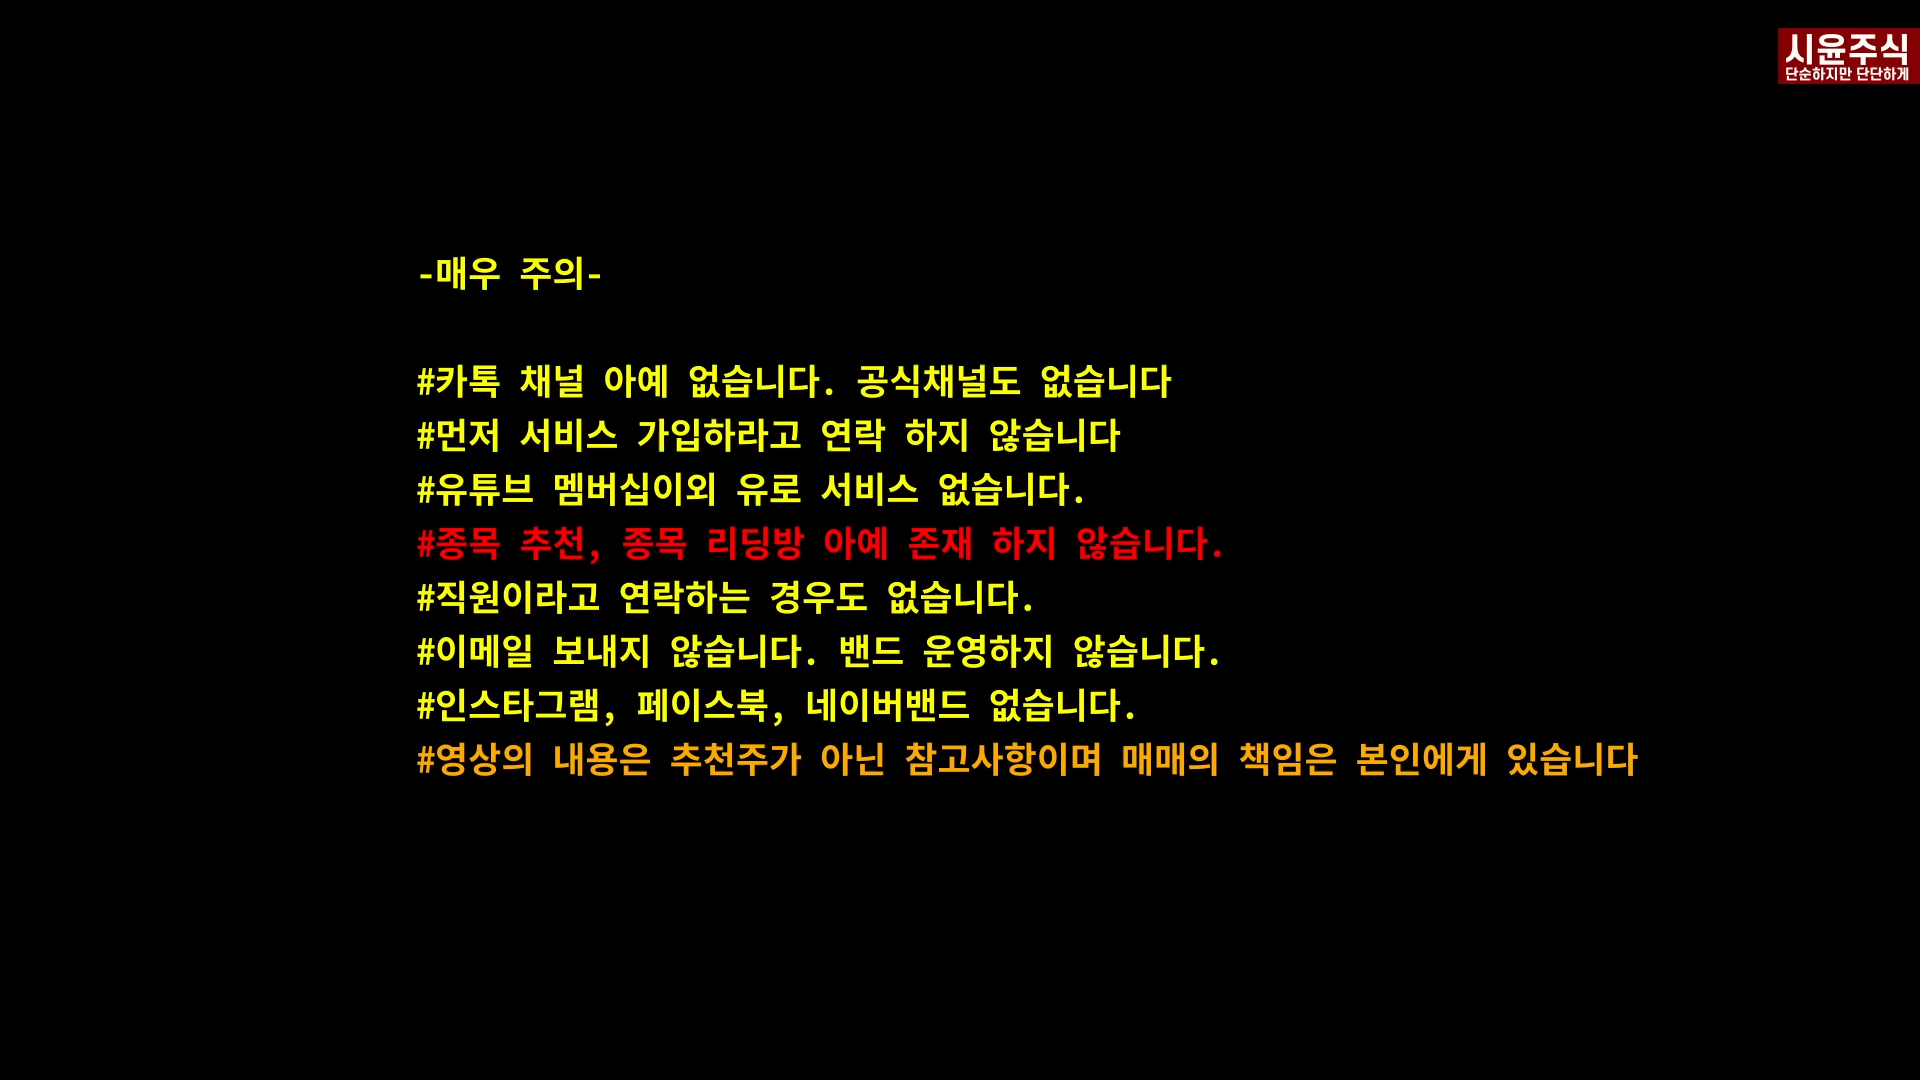 시윤주식
단순하지만 단단하게
-매우 주의-
#카톡 채널 아예 없습니다. 공식채널도 없습니다
#먼저 서비스 가입하라고 연락 하지 않습니다
#유튜브 멤버십이외 유로 서비스 없습니다.
#종목 추천, 종목 리딩방 아예 존재 하지 않습니다.
#직원이라고 연락하는 경우도 없습니다.
#이메일 보내지 않습니다. 밴드 운영하지 않습니다.
#인스타그램, 페이스북, 네이버밴드 없습니다.
#영상의 내용은 추천주가 아닌 참고사항이며 매매의 책임은 본인에게 있습니다